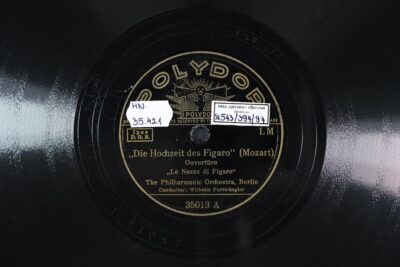 POLYDOR
POLYDOR
HN
35.421
LM
„Die Hochzeit des Figaro“ (Mozart)
Ouvertüre
„Le Nozze di Figaro“
The Philharmonic Orchestra, Berlin
Conductor: Wilhelm Furtwängler
35013 A